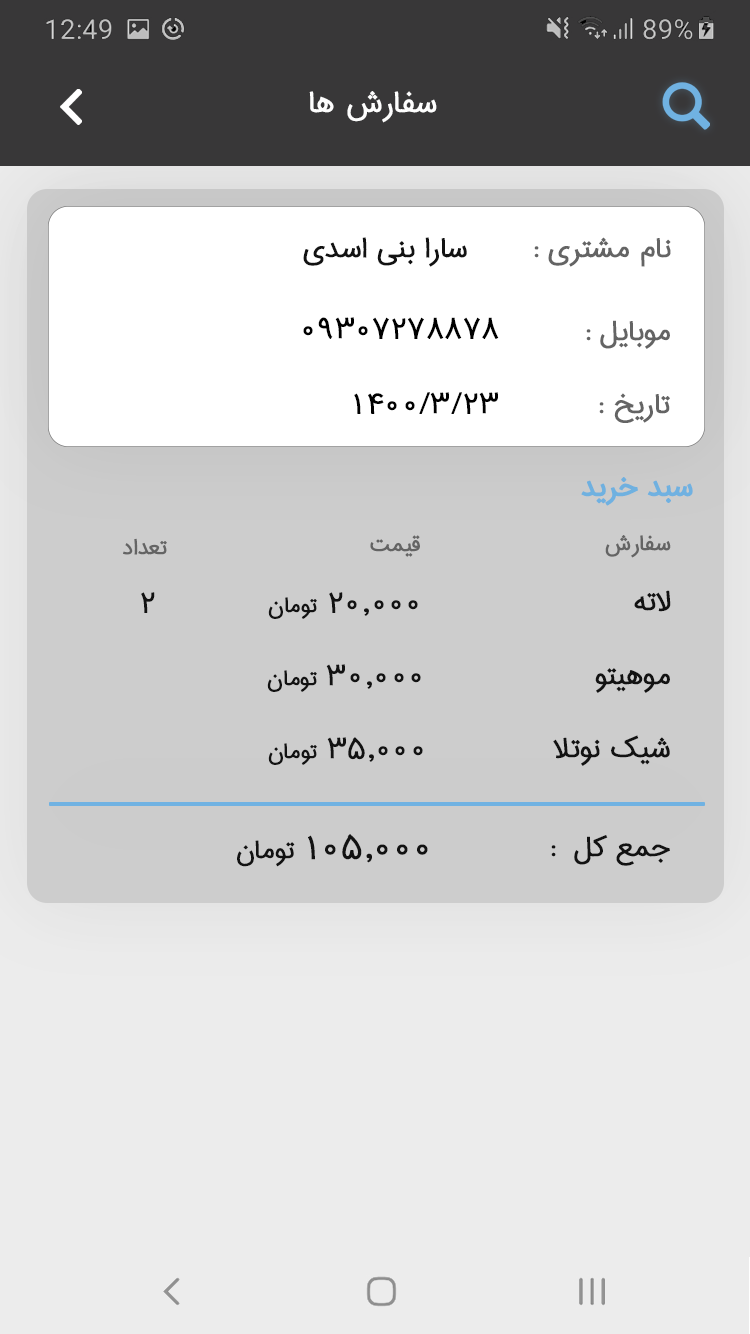 12:49 89%
سفارش ها
نام مشتری : سارا بنی اسدی
موبایل : ۰۹۳۰۷۲۷۸۸۷۸
تاریخ : ۱۴۰۰/۳/۲۳
سبد خرید
سفارش قیمت تعداد
لاته ۲۰,۰۰۰ تومان ۲
موهیتو ۳۰,۰۰۰ تومان
شیک نوتلا ۳۵,۰۰۰ تومان
جمع کل : ۱۰۵,۰۰۰ تومان